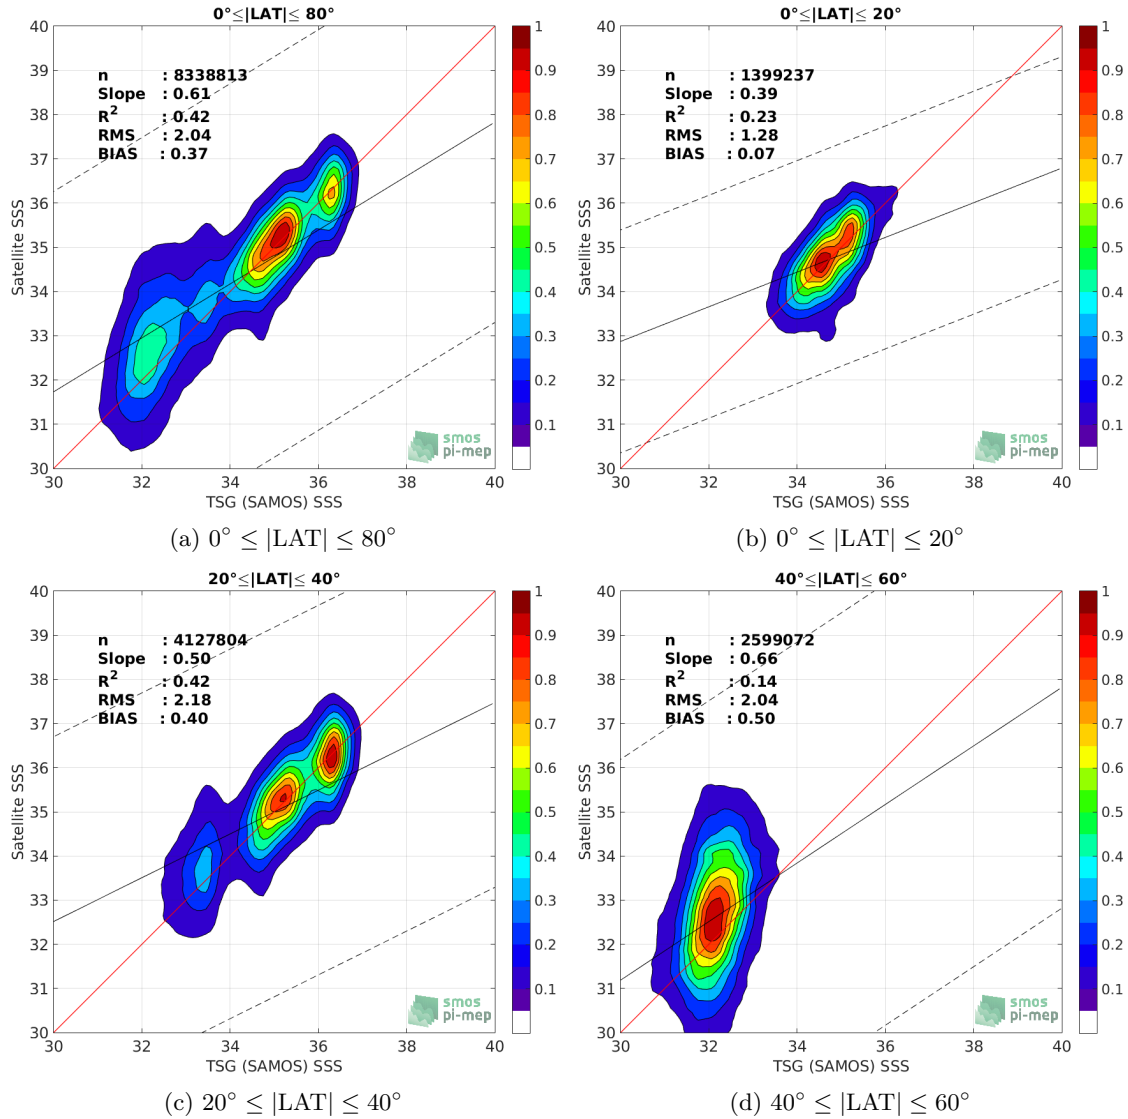 0°≤|LAT|≤ 80°
n : 8338813
Slope : 0.61
R2 : 0.42
RMS : 2.04
BIAS : 0.37
Satellite SSS
40
39
38
37
36
35
34
33
32
31
30
30 32 34 36 38 40
TSG (SAMOS) SSS
1
0.9
0.8
0.7
0.6
0.5
0.4
0.3
0.2
0.1
smos
pi-mep
(a) 0° ≤ |LAT| ≤ 80°
0°≤|LAT|≤ 20°
n : 1399237
Slope : 0.39
R2 : 0.23
RMS : 1.28
BIAS : 0.07
Satellite SSS
40
39
38
37
36
35
34
33
32
31
30
30 32 34 36 38 40
TSG (SAMOS) SSS
1
0.9
0.8
0.7
0.6
0.5
0.4
0.3
0.2
0.1
smos
pi-mep
(b) 0° ≤ |LAT| ≤ 20°
20°≤|LAT|≤ 40°
n : 4127804
Slope : 0.50
R2 : 0.42
RMS : 2.18
BIAS : 0.40
Satellite SSS
40
39
38
37
36
35
34
33
32
31
30
30 32 34 36 38 40
TSG (SAMOS) SSS
1
0.9
0.8
0.7
0.6
0.5
0.4
0.3
0.2
0.1
smos
pi-mep
(c) 20° ≤ |LAT| ≤ 40°
40°≤|LAT|≤ 60°
n : 2599072
Slope : 0.66
R2 : 0.14
RMS : 2.04
BIAS : 0.50
Satellite SSS
40
39
38
37
36
35
34
33
32
31
30
30 32 34 36 38 40
TSG (SAMOS) SSS
1
0.9
0.8
0.7
0.6
0.5
0.4
0.3
0.2
0.1
smos
pi-mep
(d) 40° ≤ |LAT| ≤ 60°